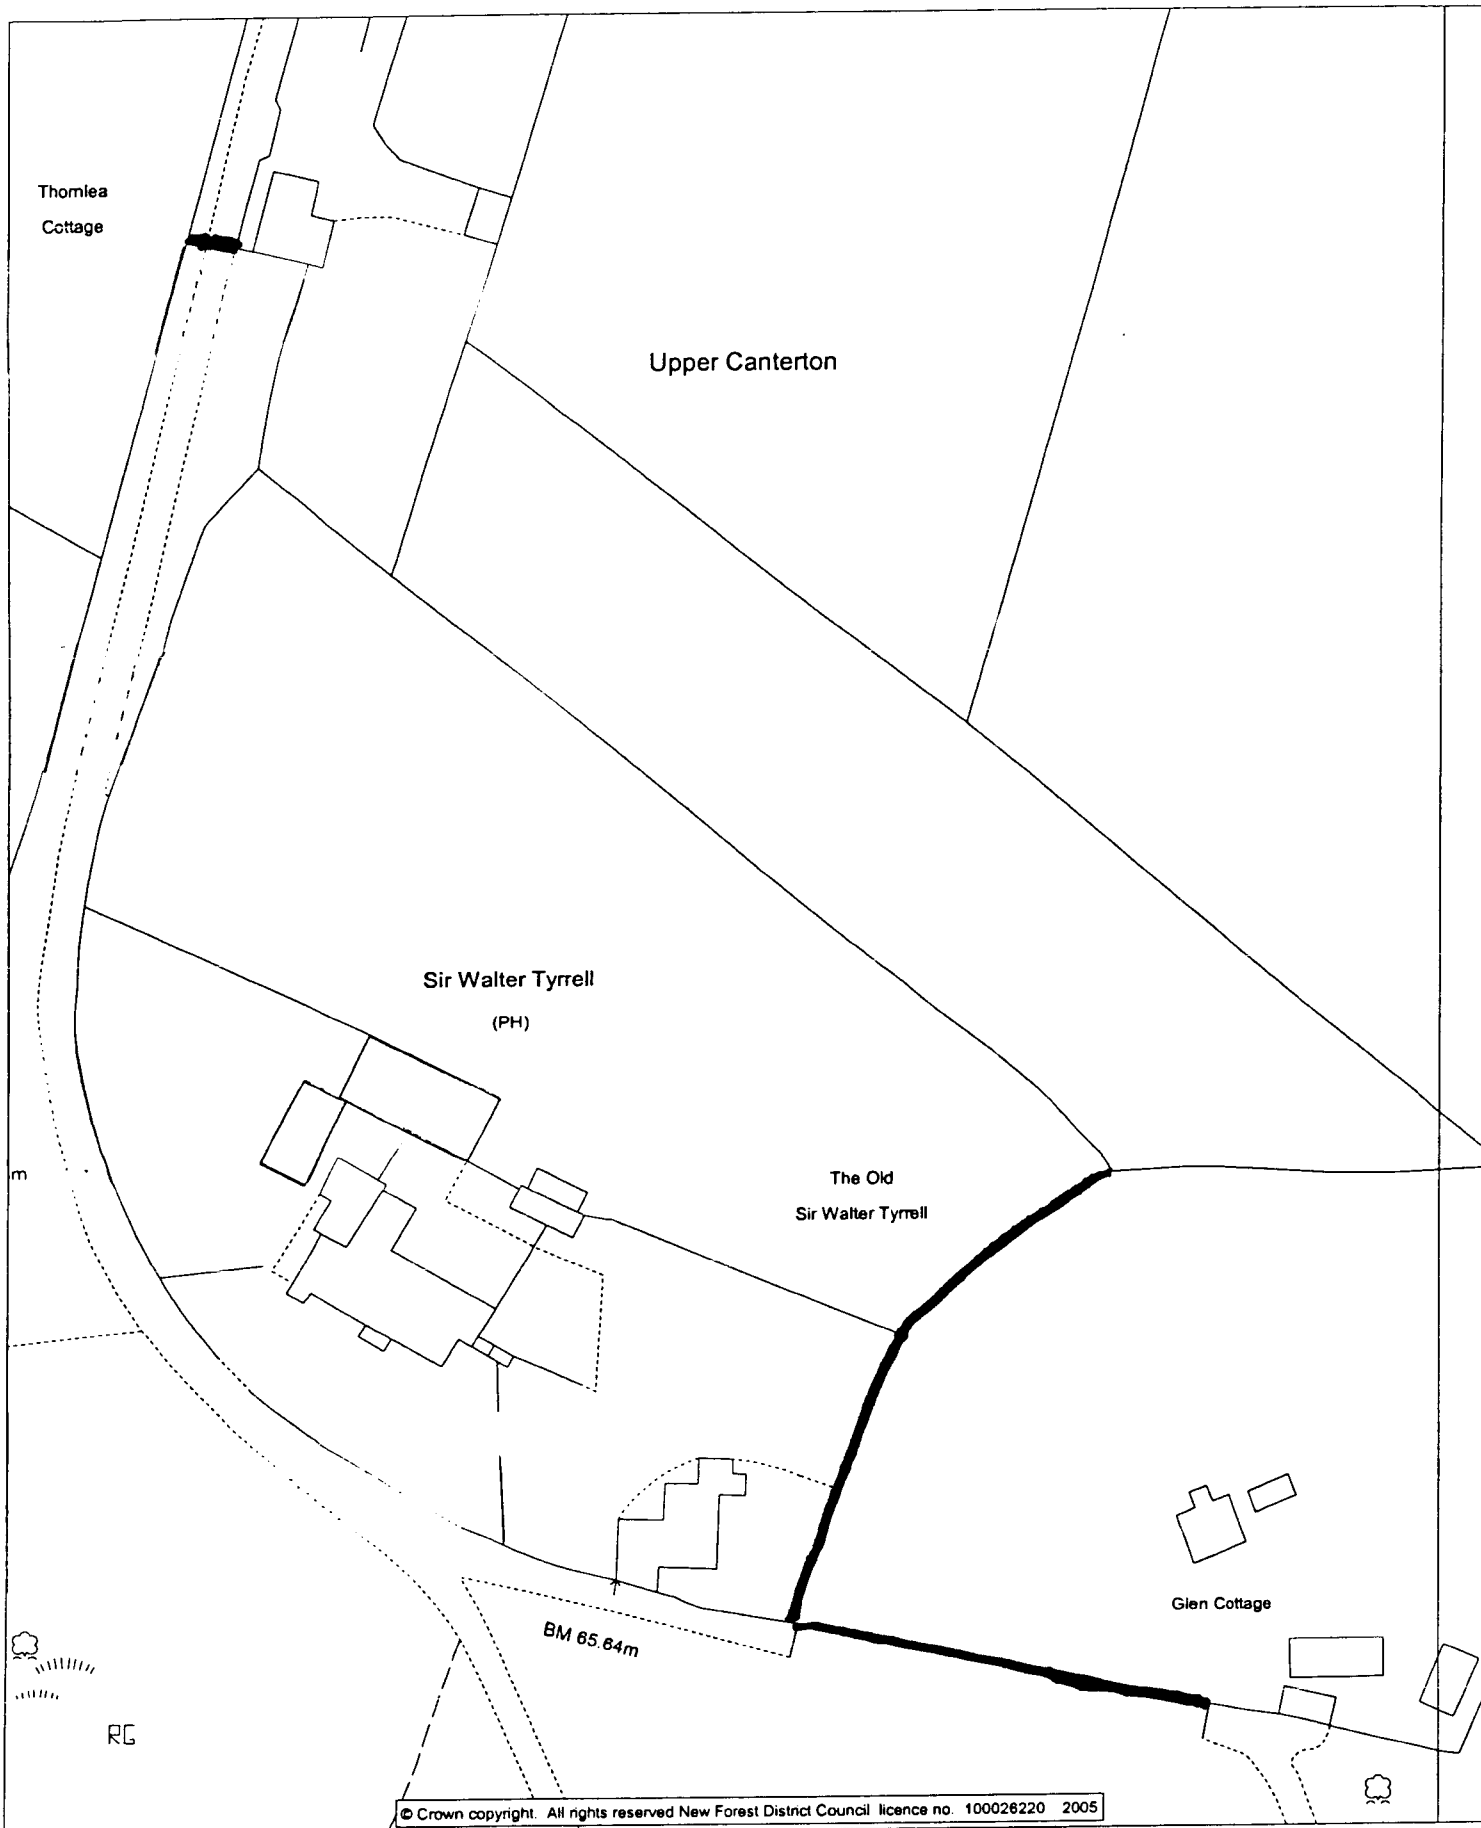 Thornlea
Cottage
Upper Canterton
Sir Walter Tyrrell
(PH)
m
The Old
Sir Walter Tyrrell
Glen Cottage
BM 65.64m
RG
© Crown copyright. All rights reserved New Forest District Council licence no. 100026220 2005